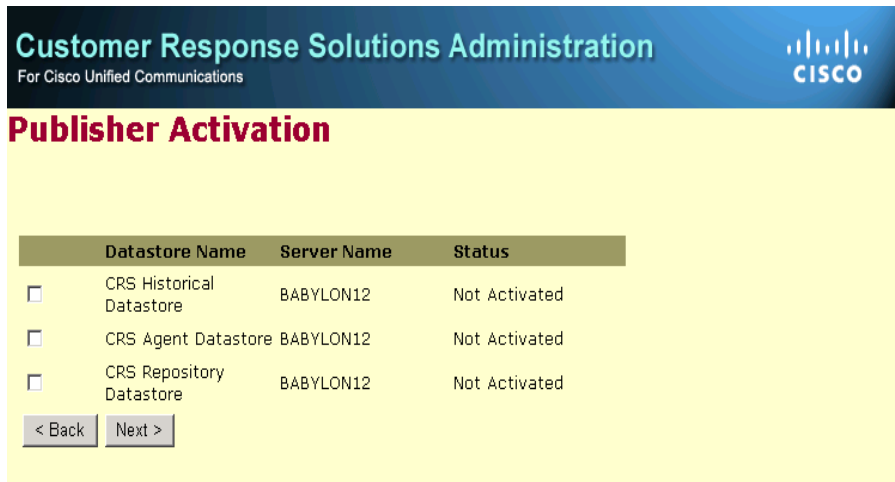 Customer Response Solutions Administration
For Cisco Unified Communications
CISCO
Publisher Activation
Datastore Name Server Name Status
CRS Historical Datastore BABYLON12 Not Activated
CRS Agent Datastore BABYLON12 Not Activated
CRS Repository Datastore BABYLON12 Not Activated
< Back Next >